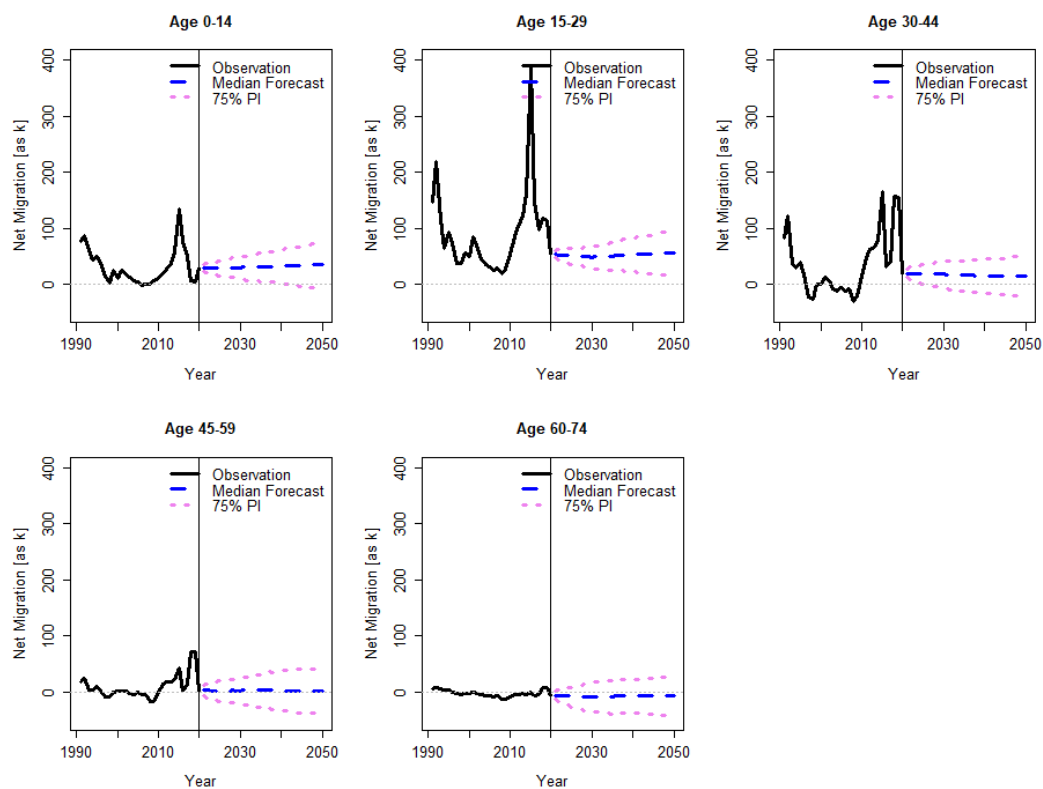 Age 0-14
Net Migration [as k]
400
300
200
100
0
Observation
Median Forecast
75% PI
1990 2010 2030 2050
Year
Age 15-29
Net Migration [as k]
400
300
200
100
0
Observation
Median Forecast
75% PI
1990 2010 2030 2050
Year
Age 30-44
Net Migration [as k]
400
300
200
100
0
Observation
Median Forecast
75% PI
1990 2010 2030 2050
Year
Age 45-59
Net Migration [as k]
400
300
200
100
0
Observation
Median Forecast
75% PI
1990 2010 2030 2050
Year
Age 60-74
Net Migration [as k]
400
300
200
100
0
Observation
Median Forecast
75% PI
1990 2010 2030 2050
Year